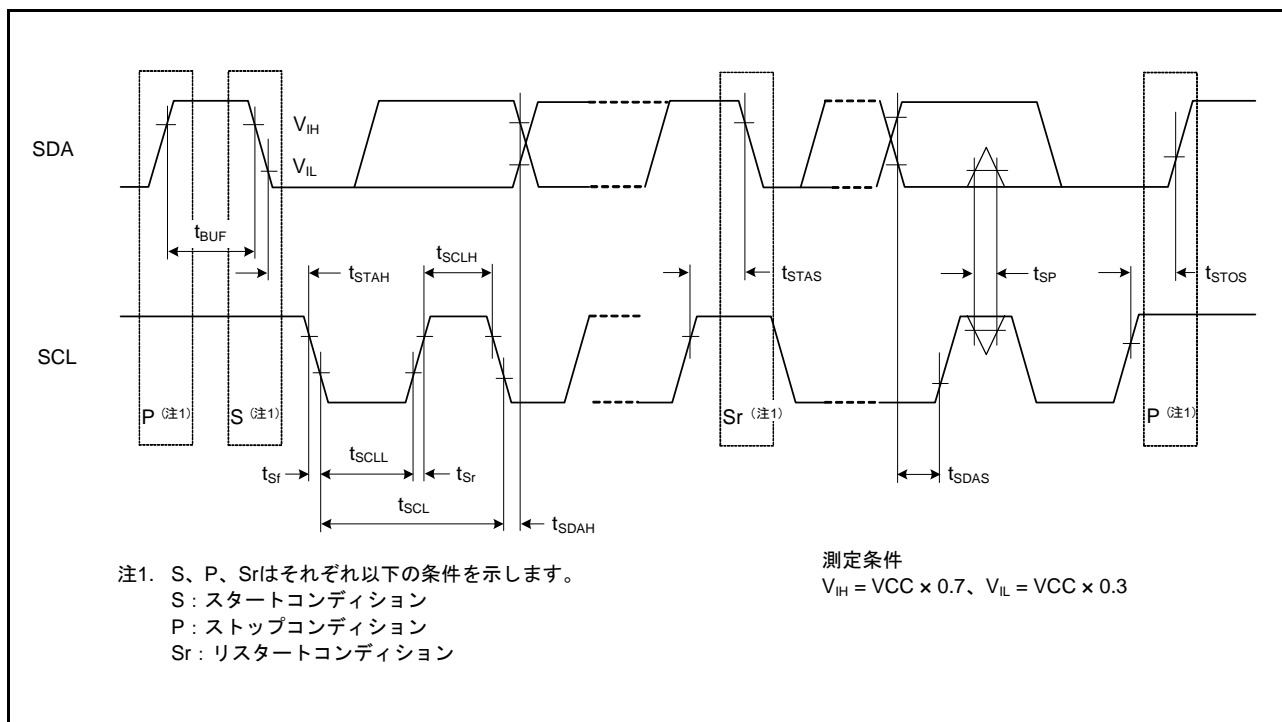 SDA
V_IH
V_IL
t_BUF
t_STAH
t_SCLH
t_STAS
t_SP
t_STOS
SCL
P（注1）
S（注1）
Sr（注1）
P（注1）
t_Sf
t_SCLL
t_Sr
t_SDAS
t_SCL
t_SDAH
注1. S、P、Srはそれぞれ以下の条件を示します。
S：スタートコンディション
P：ストップコンディション
Sr：リスタートコンディション
測定条件
V_IH = VCC × 0.7、V_IL = VCC × 0.3